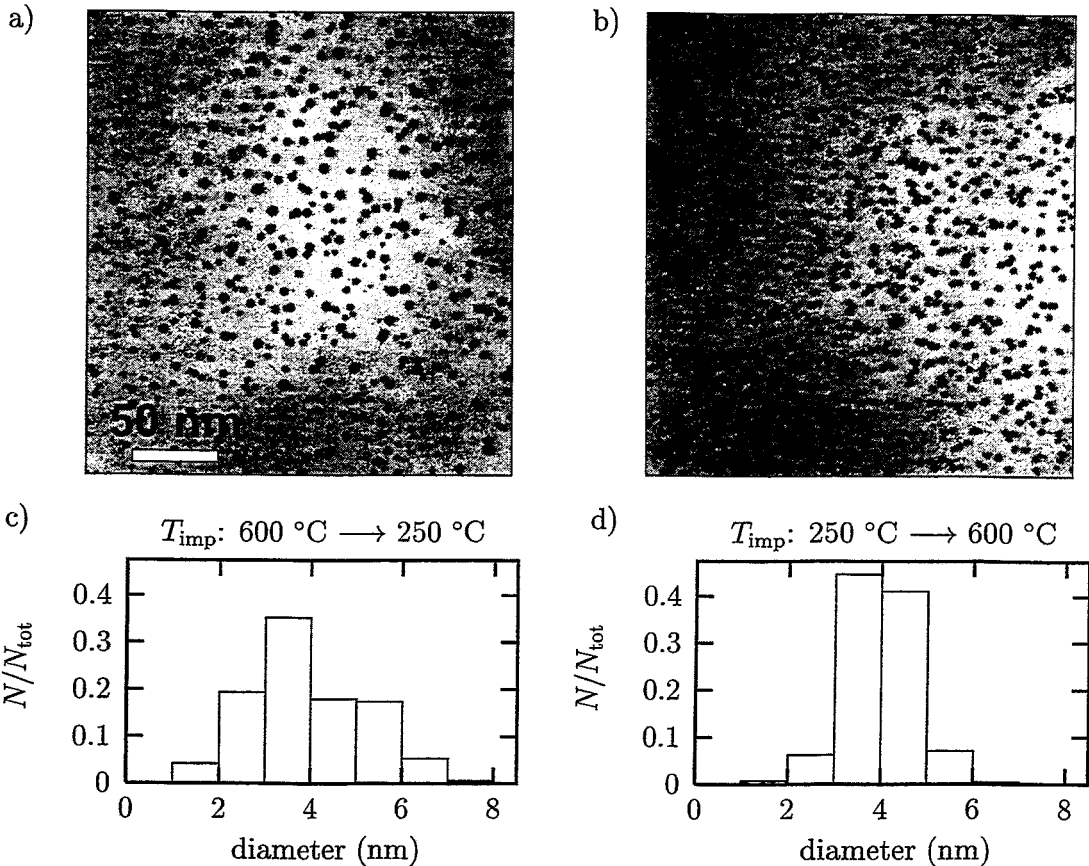 a)
b)
50 nm
c)
T_imp: 600 °C → 250 °C
N/N_tot
0.4
0.3
0.2
0.1
0
0
2
4
6
8
diameter (nm)
d)
T_imp: 250 °C → 600 °C
N/N_tot
0.4
0.3
0.2
0.1
0
0
2
4
6
8
diameter (nm)